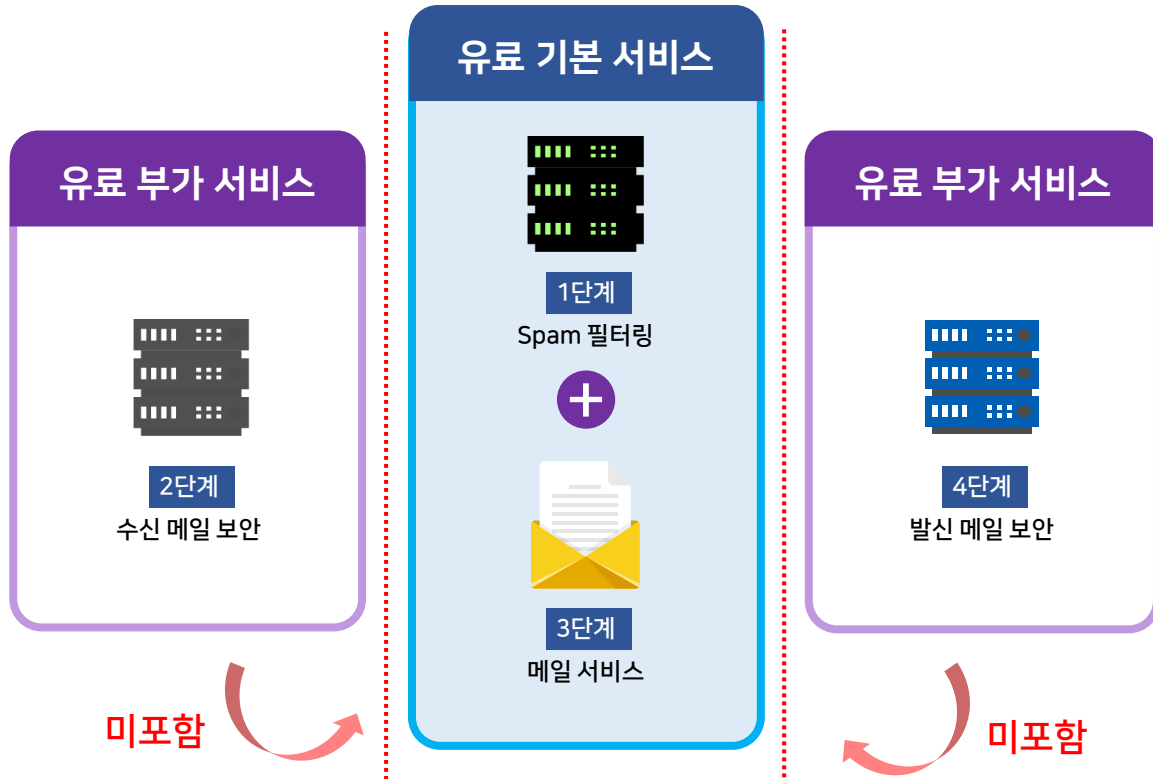 유료 기본 서비스
1단계
Spam 필터링
3단계
메일 서비스
유료 부가 서비스
2단계
수신 메일 보안
미포함
유료 부가 서비스
4단계
발신 메일 보안
미포함